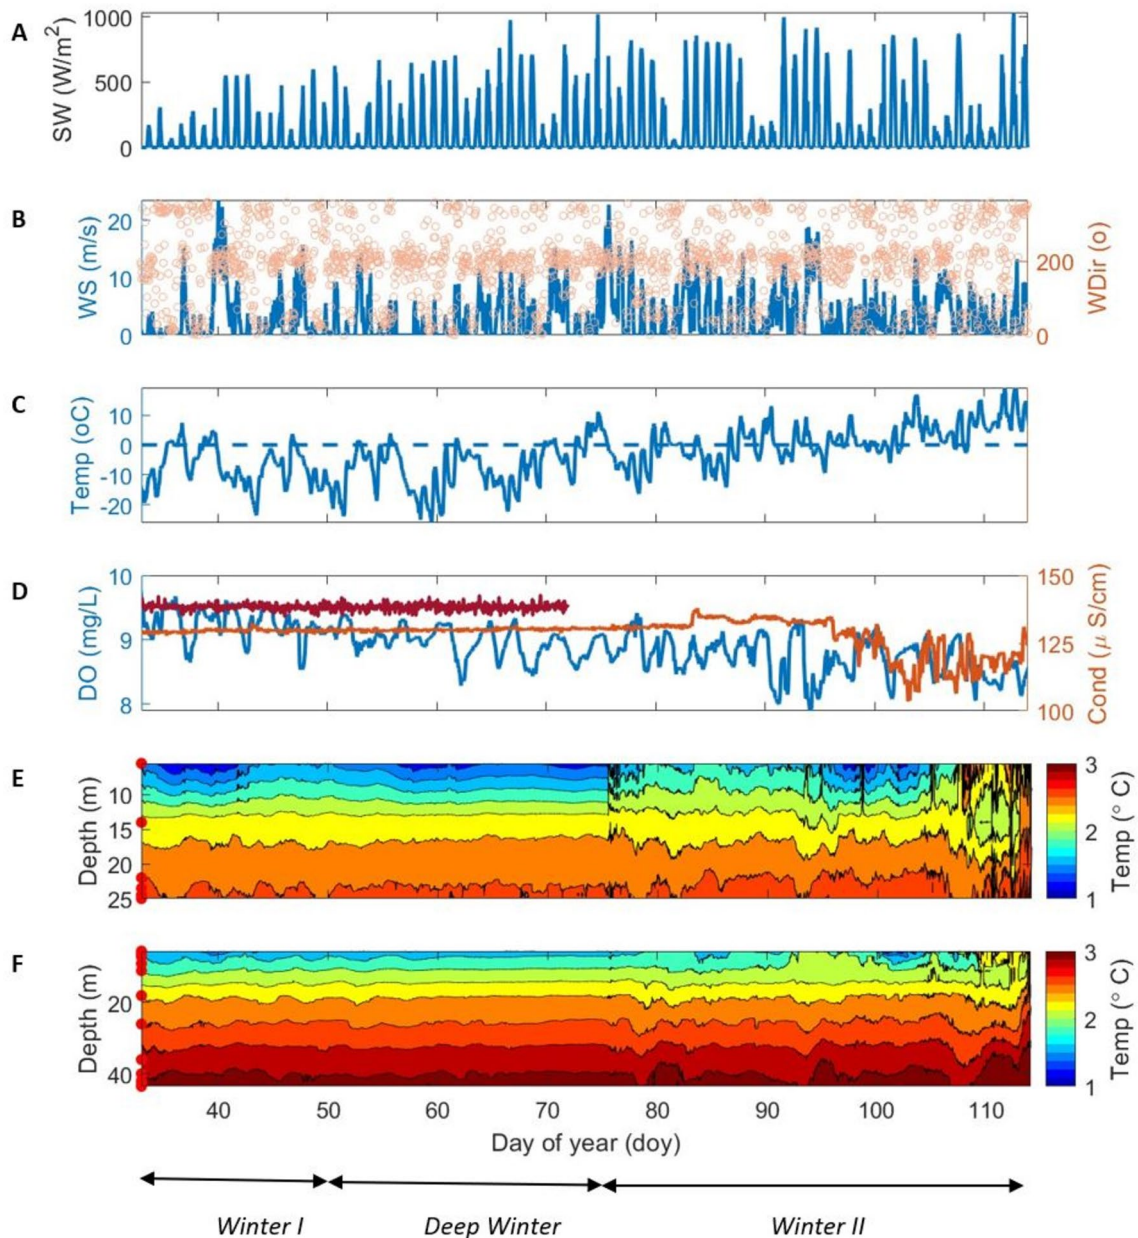 A
SW (W/m²)
1000
500
0
B
WS (m/s)
20
10
0
200
0
WDir (o)
C
Temp (oC)
10
0
-10
-20
D
DO (mg/L)
10
9
8
150
125
100
Cond (μ S/cm)
E
Depth (m)
10
15
20
25
3
2
1
Temp (° C)
F
Depth (m)
20
40
3
2
1
Temp (° C)
40 50 60 70 80 90 100 110
Day of year (doy)
Winter I Deep Winter Winter II